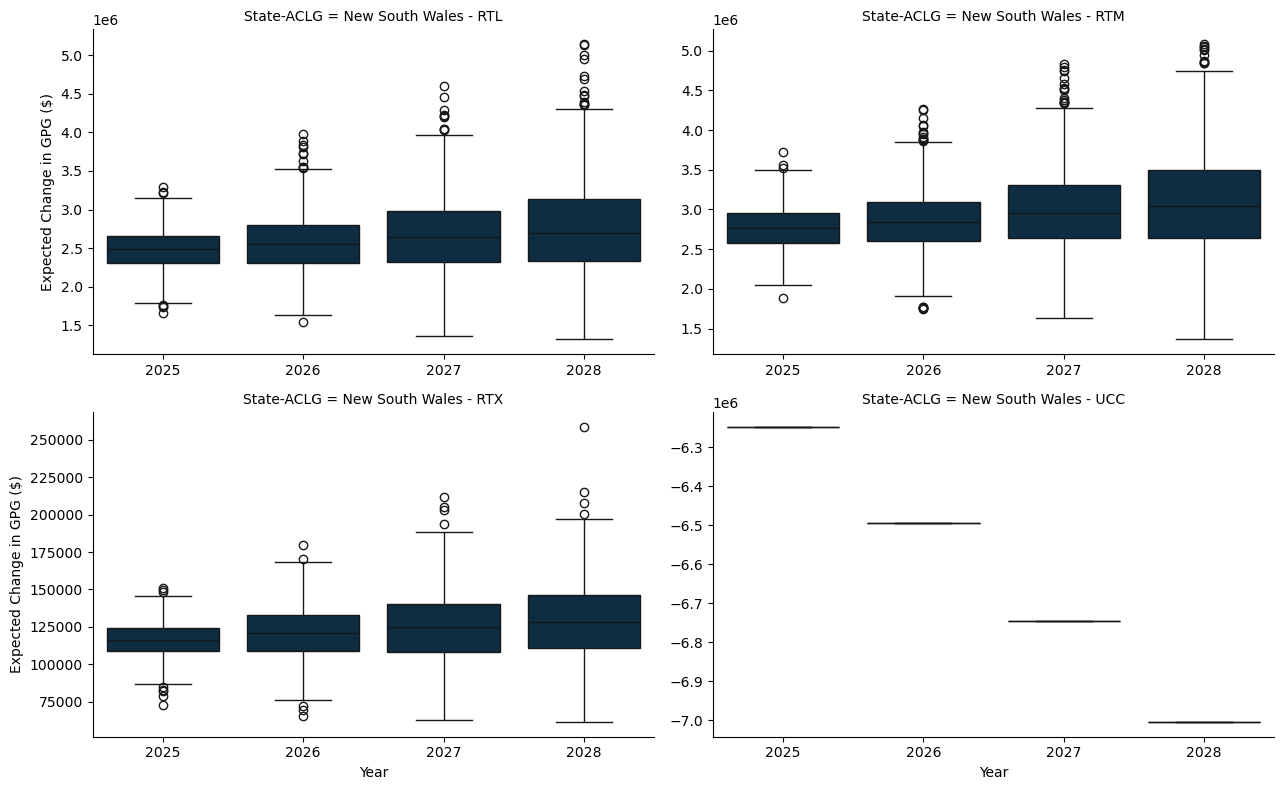 State-ACLG = New South Wales - RTL
1e6
Expected Change in GPG ($)
5.0
4.5
4.0
3.5
3.0
2.5
2.0
1.5
2025 2026 2027 2028
State-ACLG = New South Wales - RTM
1e6
5.0
4.5
4.0
3.5
3.0
2.5
2.0
1.5
2025 2026 2027 2028
State-ACLG = New South Wales - RTX
Expected Change in GPG ($)
250000
225000
200000
175000
150000
125000
100000
75000
2025 2026 2027 2028
Year
State-ACLG = New South Wales - UCC
1e6
−6.3
−6.4
−6.5
−6.6
−6.7
−6.8
−6.9
−7.0
2025 2026 2027 2028
Year